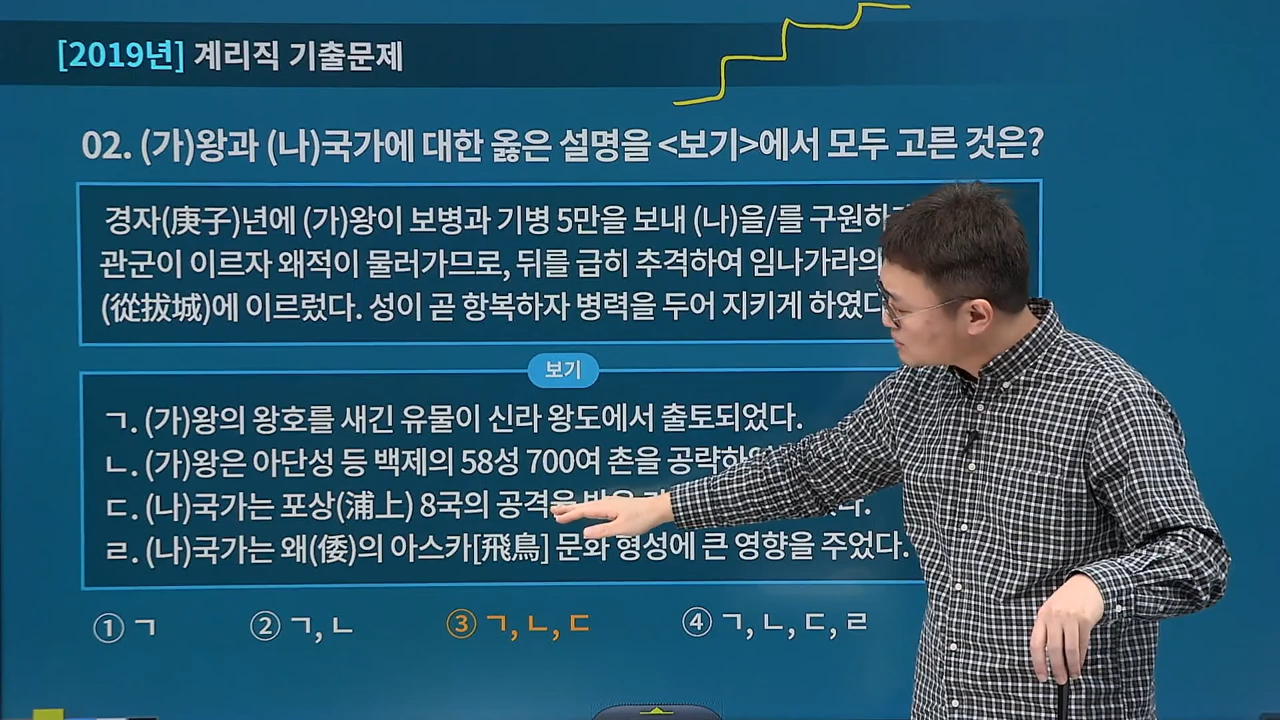 [2019년] 계리직 기출문제
02. (가)왕과 (나)국가에 대한 옳은 설명을 <보기>에서 모두 고른 것은?
경자(庚子)년에 (가)왕이 보병과 기병 5만을 보내 (나)을/를
관군이 이르자 왜적이 물러가므로, 뒤를 급히 추격하여 임나가라의
(從拔城)에 이르렀다. 성이 곧 항복하자 병력을 두어 지키게
보기
ㄱ. (가)왕의 왕호를 새긴 유물이 신라 왕도에서 출토되었다.
ㄴ. (가)왕은 아단성 등 백제의 58성 700여 촌을
ㄷ. (나)국가는 포상(浦上) 8국의 공격을
ㄹ. (나)국가는 왜(倭)의 아스카[飛鳥] 문화 형성에 큰 영향을 주었다.
① ㄱ ② ㄱ, ㄴ ③ ㄱ, ㄴ, ㄷ ④ ㄱ, ㄴ, ㄷ, ㄹ